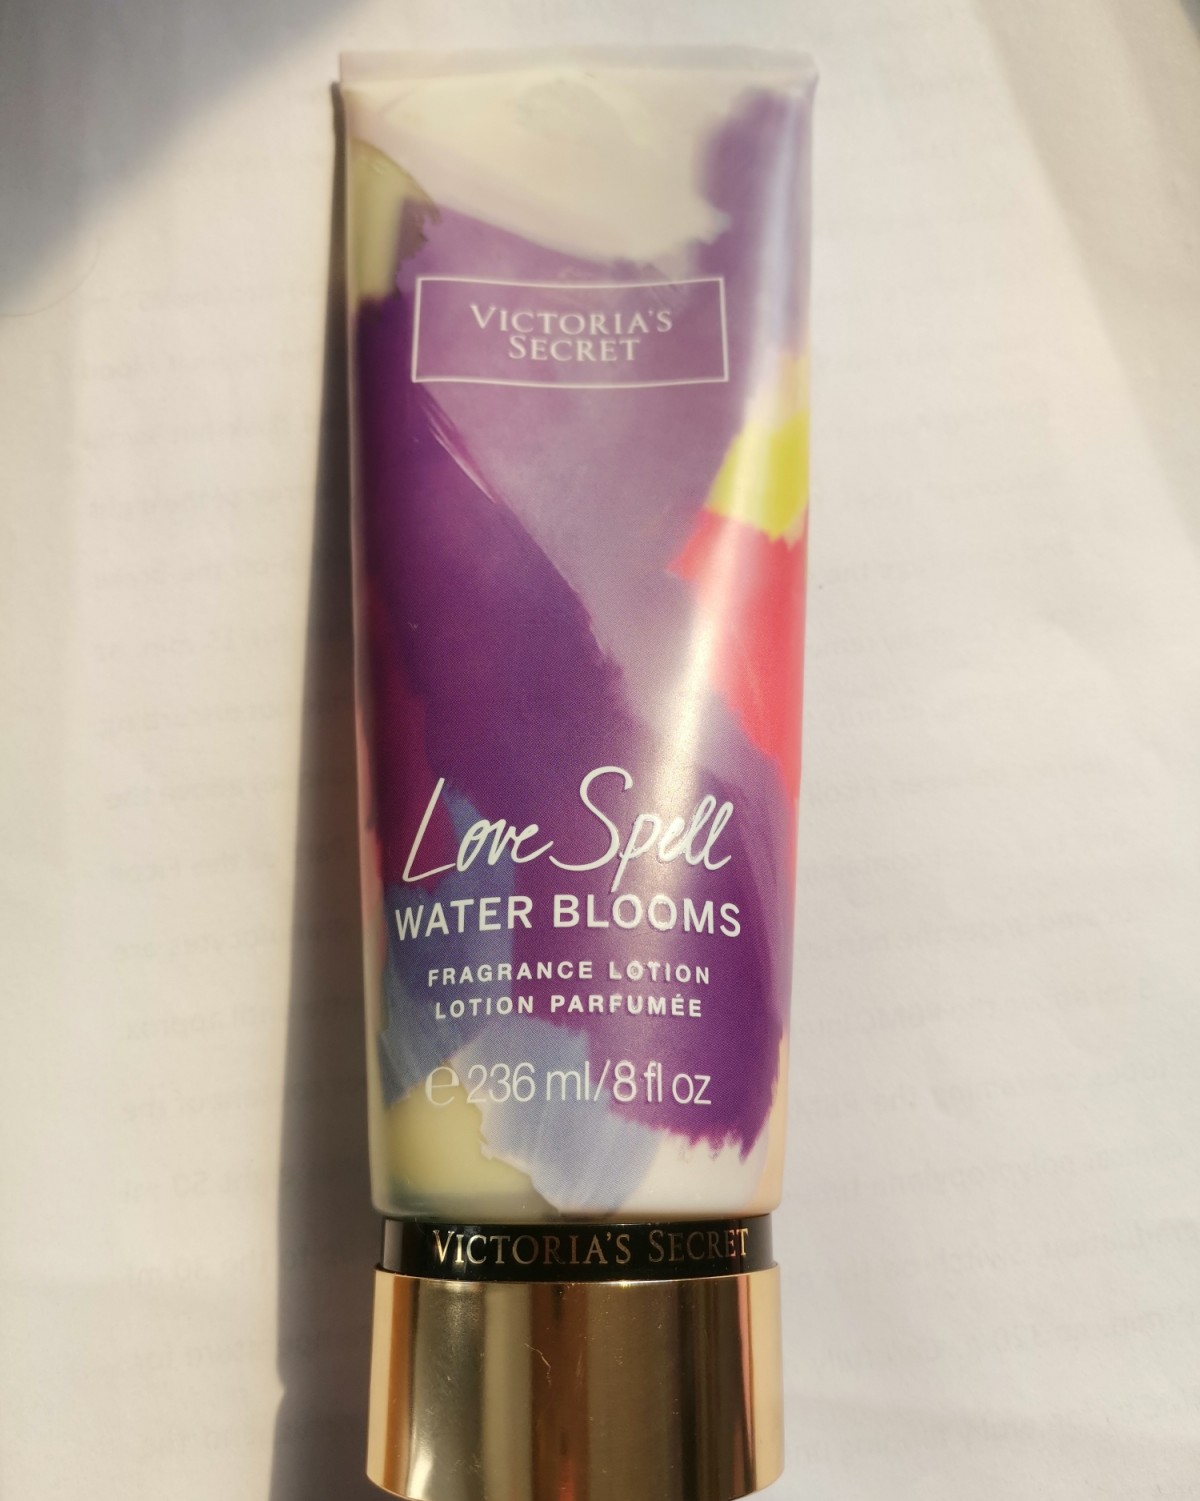 VICTORIA'S
SECRET
Love Spell
WATER BLOOMS
FRAGRANCE LOTION
LOTION PARFUMÉE
℮ 236 ml/8 fl oz
VICTORIA'S SECRET